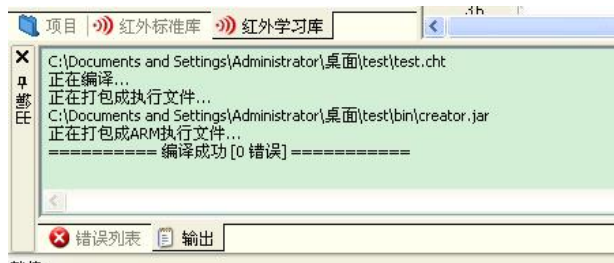 项目 红外标准库 红外学习库
C:\Documents and Settings\Administrator\桌面\test\test.cht
正在编译...
正在打包成执行文件...
C:\Documents and Settings\Administrator\桌面\test\bin\creator.jar
正在打包成ARM执行文件...
========== 编译成功 [0 错误] ===========
错误列表 输出